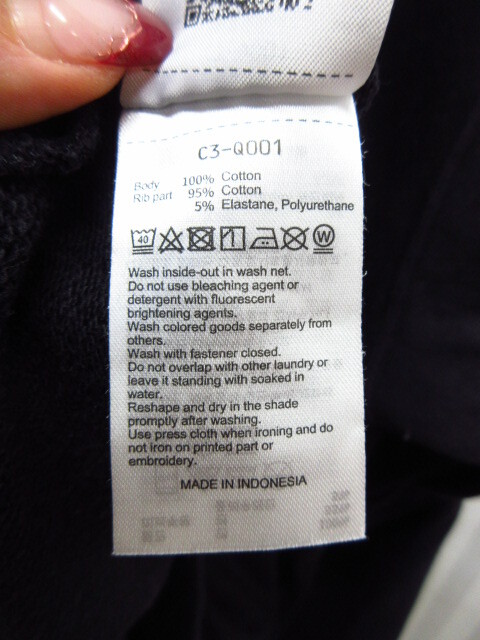 C3-Q001
Body 100% Cotton
Rib part 95% Cotton
5% Elastane, Polyurethane
40 W
Wash inside-out in wash net.
Do not use bleaching agent or
detergent with fluorescent
brightening agents.
Wash colored goods separately from
others.
Wash with fastener closed.
Do not overlap with other laundry or
leave it standing with soaked in
water.
Reshape and dry in the shade
promptly after washing.
Use press cloth when ironing and do
not iron on printed part or
embroidery.
MADE IN INDONESIA